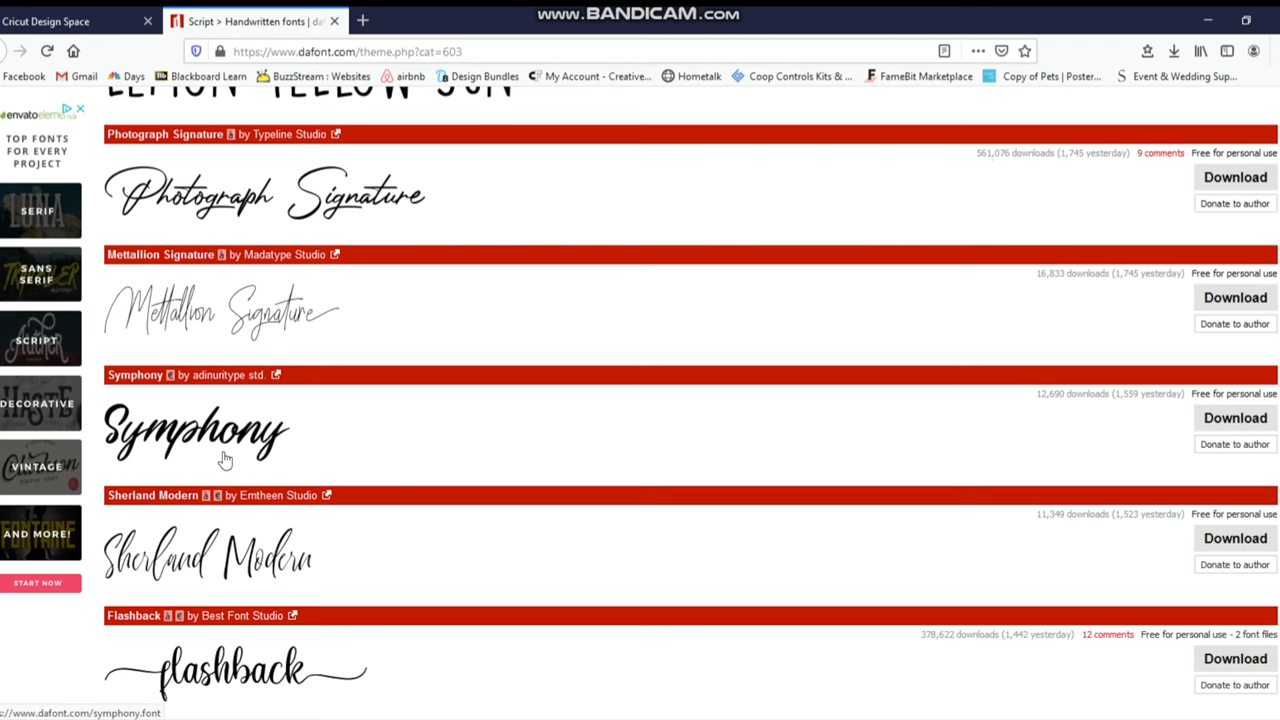 www.BANDICAM.com
Cricut Design Space
Script > Handwritten fonts | da
https://www.dafont.com/theme.php?cat=603
Facebook Gmail Days Blackboard Learn BuzzStream : Websites airbnb Design Bundles My Account - Creative... Hometalk Coop Controls Kits & ... FameBit Marketplace Copy of Pets | Poster... Event & Wedding Sup...
LEMON YELLOW SUN
envato elements
TOP FONTS
FOR EVERY
PROJECT
SERIF
SANS
SERIF
SCRIPT
DECORATIVE
VINTAGE
AND MORE!
START NOW
Photograph Signature à by Typeline Studio
561,076 downloads (1,745 yesterday) 9 comments Free for personal use
Download
Donate to author
Photograph Signature
Mettallion Signature à by Madatype Studio
16,833 downloads (1,745 yesterday) Free for personal use
Download
Donate to author
Mettallion Signature
Symphony € by adinuritype std.
12,690 downloads (1,559 yesterday) Free for personal use
Download
Donate to author
Symphony
Sherland Modern à € by Emtheen Studio
11,349 downloads (1,523 yesterday) Free for personal use
Download
Donate to author
Sherland Modern
Flashback à € by Best Font Studio
378,622 downloads (1,442 yesterday) 12 comments Free for personal use - 2 font files
Download
Donate to author
flashback
s://www.dafont.com/symphony.font